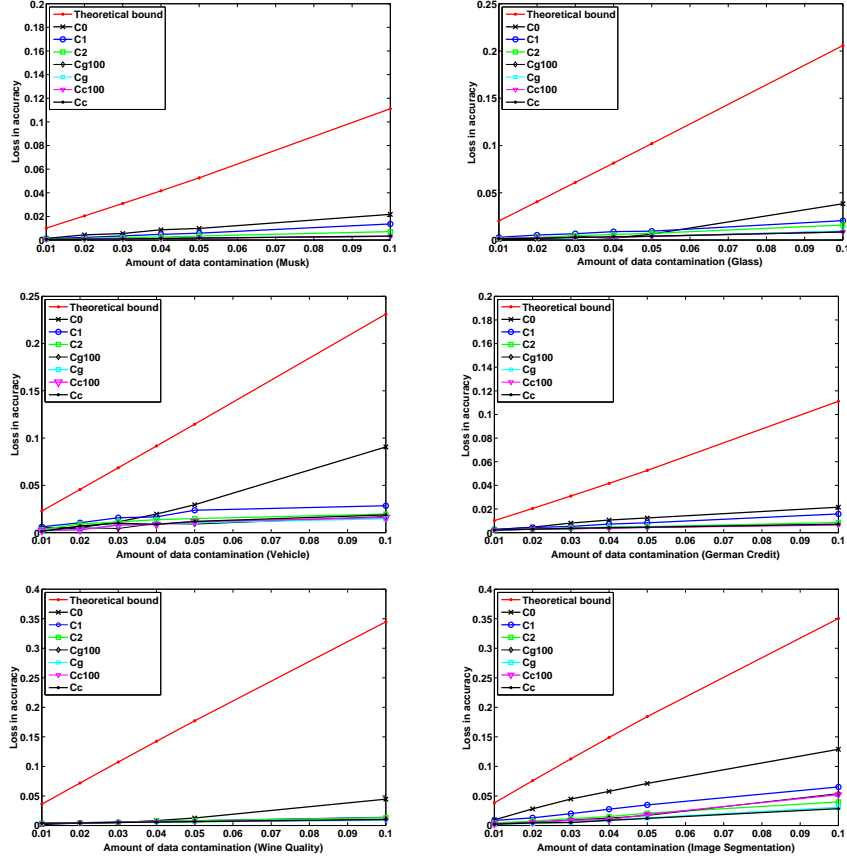 0.2
0.18
0.16
0.14
0.12
0.1
0.08
0.06
0.04
0.02
0
0.01 0.02 0.03 0.04 0.05 0.06 0.07 0.08 0.09 0.1
Loss in accuracy
Amount of data contamination (Musk)
Theoretical bound
C0
C1
C2
Cg100
Cg
Cc100
Cc
0.25
0.2
0.15
0.1
0.05
0
0.01 0.02 0.03 0.04 0.05 0.06 0.07 0.08 0.09 0.1
Loss in accuracy
Amount of data contamination (Glass)
Theoretical bound
C0
C1
C2
Cg100
Cg
Cc100
Cc
0.25
0.2
0.15
0.1
0.05
0
0.01 0.02 0.03 0.04 0.05 0.06 0.07 0.08 0.09 0.1
Loss in accuracy
Amount of data contamination (Vehicle)
Theoretical bound
C0
C1
C2
Cg100
Cg
Cc100
Cc
0.2
0.18
0.16
0.14
0.12
0.1
0.08
0.06
0.04
0.02
0
0.01 0.02 0.03 0.04 0.05 0.06 0.07 0.08 0.09 0.1
Loss in accuracy
Amount of data contamination (German Credit)
Theoretical bound
C0
C1
C2
Cg100
Cg
Cc100
Cc
0.4
0.35
0.3
0.25
0.2
0.15
0.1
0.05
0
0.01 0.02 0.03 0.04 0.05 0.06 0.07 0.08 0.09 0.1
Loss in accuracy
Amount of data contamination (Wine Quality)
Theoretical bound
C0
C1
C2
Cg100
Cg
Cc100
Cc
0.4
0.35
0.3
0.25
0.2
0.15
0.1
0.05
0
0.01 0.02 0.03 0.04 0.05 0.06 0.07 0.08 0.09 0.1
Loss in accuracy
Amount of data contamination (Image Segmentation)
Theoretical bound
C0
C1
C2
Cg100
Cg
Cc100
Cc